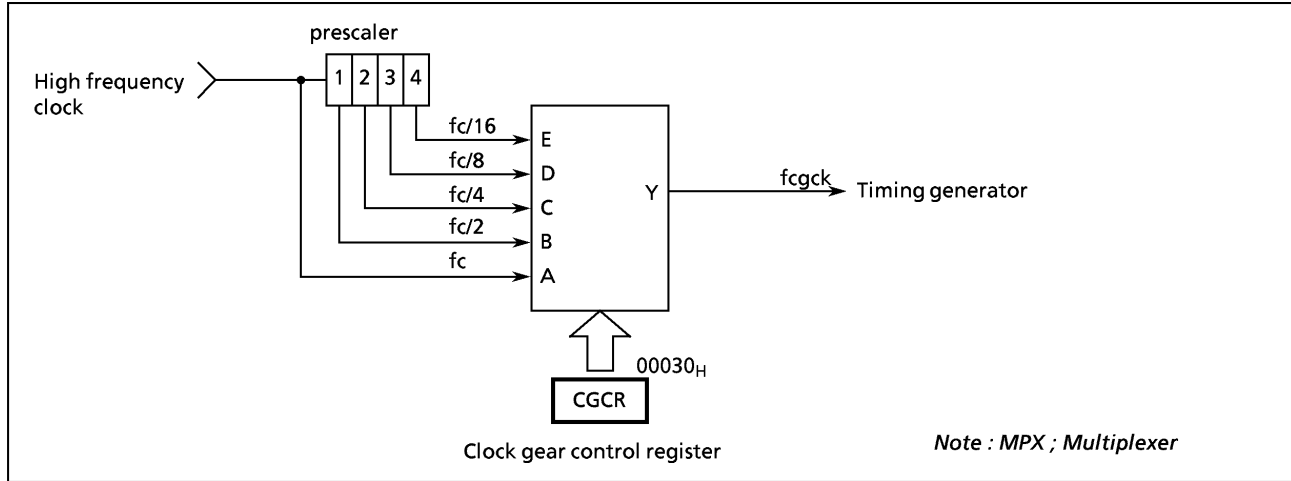 prescaler
High frequency
clock
1 2 3 4
fc/16
E
fc/8
D
fc/4
C
fc/2
B
fc
A
Y
fcgck
Timing generator
00030H
CGCR
Clock gear control register
Note : MPX ; Multiplexer